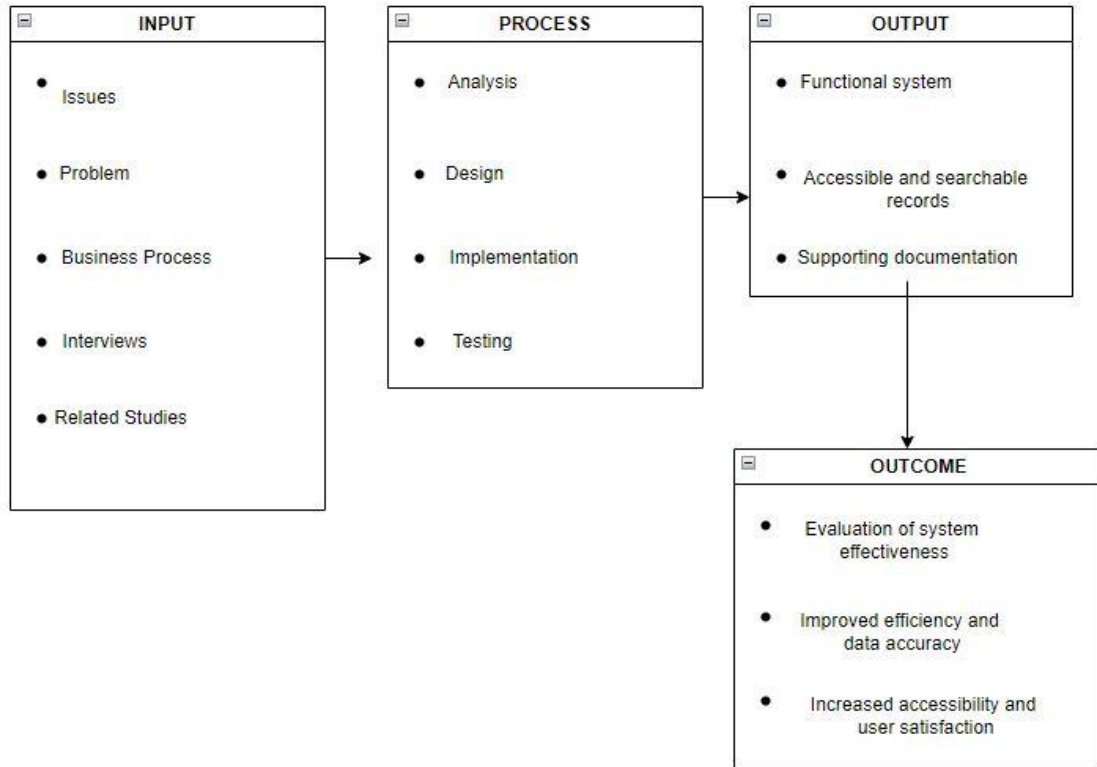 INPUT
Issues
Problem
Business Process
Interviews
Related Studies
PROCESS
Analysis
Design
Implementation
Testing
OUTPUT
Functional system
Accessible and searchable
records
Supporting documentation
OUTCOME
Evaluation of system
effectiveness
Improved efficiency and
data accuracy
Increased accessibility and
user satisfaction